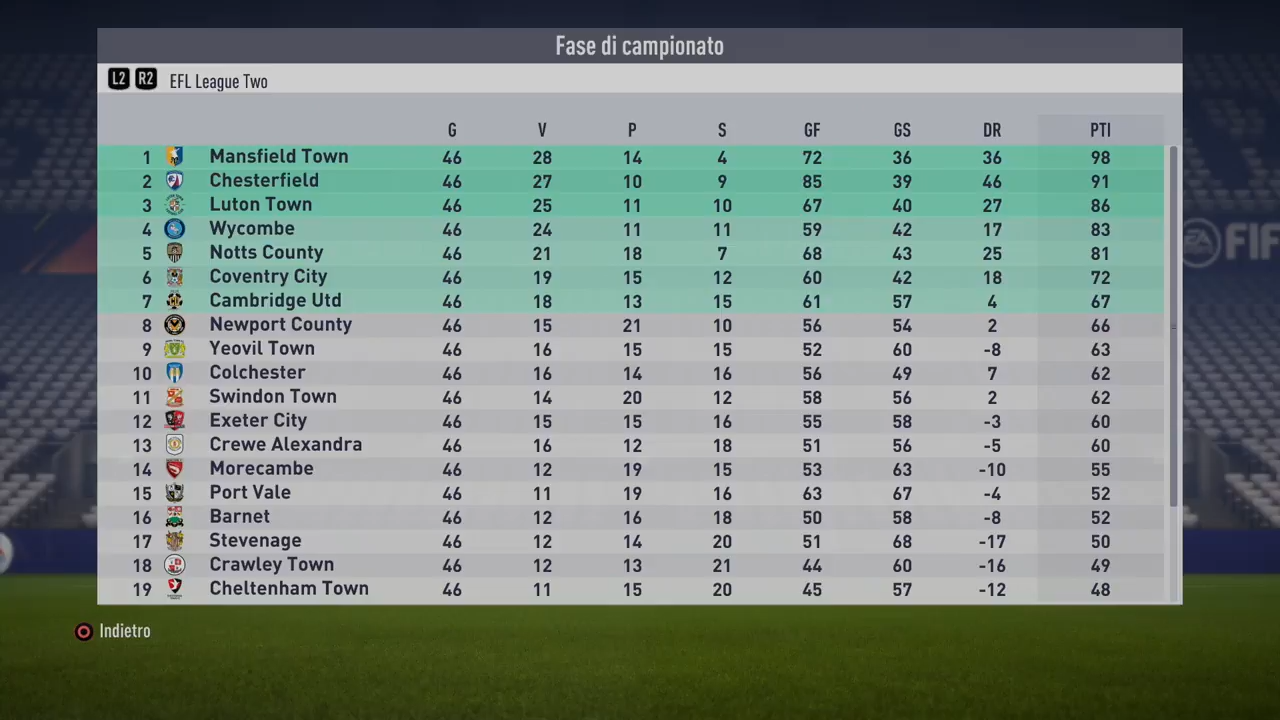 Fase di campionato
L2 R2 EFL League Two
G V P S GF GS DR PTI
1 Mansfield Town 46 28 14 4 72 36 36 98
2 Chesterfield 46 27 10 9 85 39 46 91
3 Luton Town 46 25 11 10 67 40 27 86
4 Wycombe 46 24 11 11 59 42 17 83
5 Notts County 46 21 18 7 68 43 25 81
6 Coventry City 46 19 15 12 60 42 18 72
7 Cambridge Utd 46 18 13 15 61 57 4 67
8 Newport County 46 15 21 10 56 54 2 66
9 Yeovil Town 46 16 15 15 52 60 -8 63
10 Colchester 46 16 14 16 56 49 7 62
11 Swindon Town 46 14 20 12 58 56 2 62
12 Exeter City 46 15 15 16 55 58 -3 60
13 Crewe Alexandra 46 16 12 18 51 56 -5 60
14 Morecambe 46 12 19 15 53 63 -10 55
15 Port Vale 46 11 19 16 63 67 -4 52
16 Barnet 46 12 16 18 50 58 -8 52
17 Stevenage 46 12 14 20 51 68 -17 50
18 Crawley Town 46 12 13 21 44 60 -16 49
19 Cheltenham Town 46 11 15 20 45 57 -12 48
Indietro
EA FIF